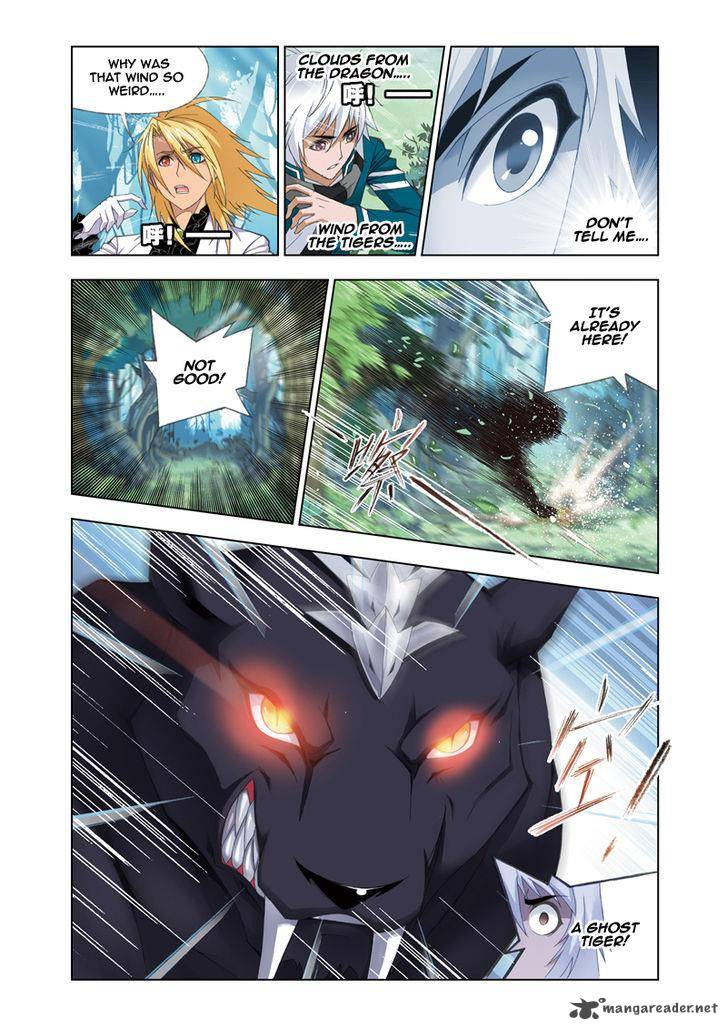 WHY WAS
THAT WIND SO
WEIRD.....
呼! ——
CLOUDS FROM
THE DRAGON.....
呼! ——
WIND FROM
THE TIGERS.....
DON'T
TELL ME....
NOT
GOOD!
IT'S
ALREADY
HERE!
A GHOST
TIGER!
mangareader.net